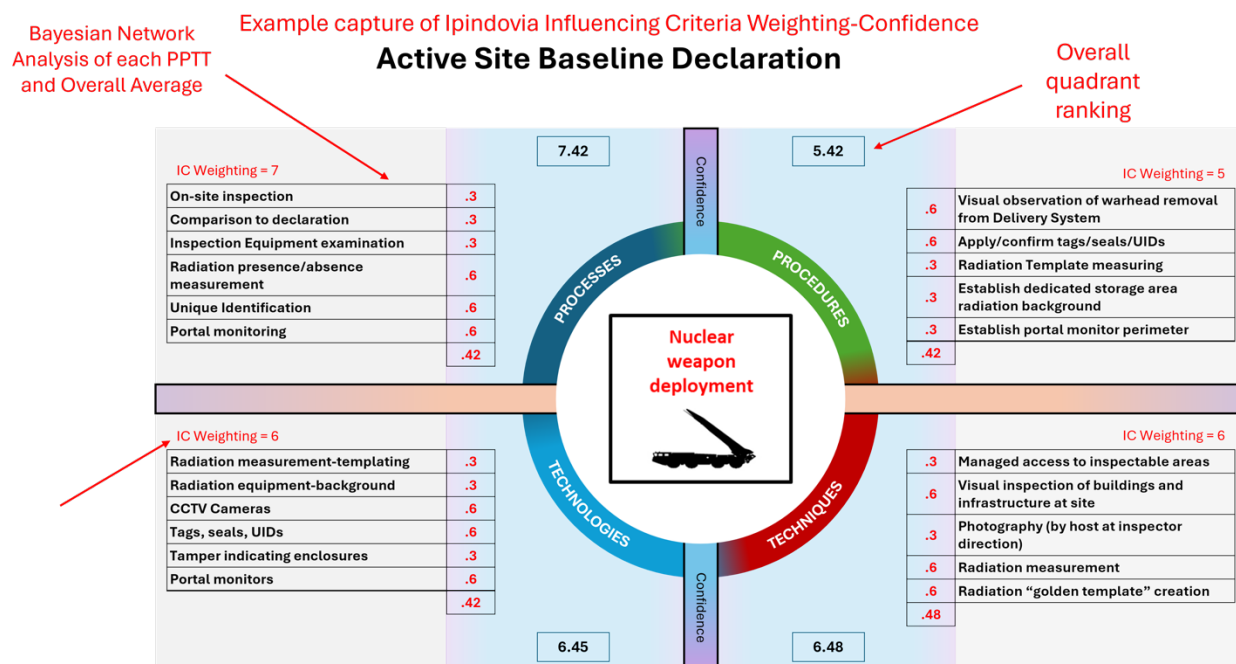 Example capture of Ipindovia Influencing Criteria Weighting-Confidence
Active Site Baseline Declaration
Bayesian Network
Analysis of each PPTT
and Overall Average
Overall
quadrant
ranking
7.42
Confidence
5.42
IC Weighting = 7
On-site inspection .3
Comparison to declaration .3
Inspection Equipment examination .3
Radiation presence/absence
measurement .6
Unique Identification .6
Portal monitoring .6
.42
IC Weighting = 5
.6 Visual observation of warhead removal
from Delivery System
.6 Apply/confirm tags/seals/UIDs
.3 Radiation Template measuring
.3 Establish dedicated storage area
radiation background
.3 Establish portal monitor perimeter
.42
PROCESSES
PROCEDURES
Nuclear
weapon
deployment
TECHNOLOGIES
TECHNIQUES
IC Weighting = 6
Radiation measurement-templating .3
Radiation equipment-background .3
CCTV Cameras .6
Tags, seals, UIDs .6
Tamper indicating enclosures .3
Portal monitors .6
.42
IC Weighting = 6
.3 Managed access to inspectable areas
.6 Visual inspection of buildings and
infrastructure at site
.3 Photography (by host at inspector
direction)
.6 Radiation measurement
.6 Radiation “golden template” creation
.48
6.45
Confidence
6.48